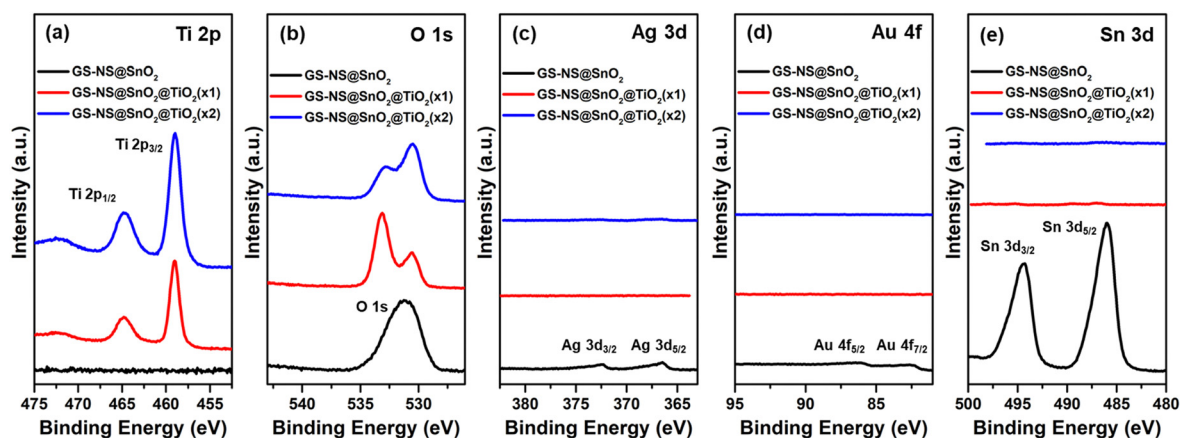 (a) Ti 2p
GS-NS@SnO₂
GS-NS@SnO₂@TiO₂(x1)
GS-NS@SnO₂@TiO₂(x2)
Ti 2p₃/₂
Ti 2p₁/₂
Intensity (a.u.)
475 465 455
Binding Energy (eV)
(b) O 1s
GS-NS@SnO₂
GS-NS@SnO₂@TiO₂(x1)
GS-NS@SnO₂@TiO₂(x2)
O 1s
Intensity (a.u.)
540 530
Binding Energy (eV)
(c) Ag 3d
GS-NS@SnO₂
GS-NS@SnO₂@TiO₂(x1)
GS-NS@SnO₂@TiO₂(x2)
Ag 3d₃/₂ Ag 3d₅/₂
Intensity (a.u.)
380 375 370 365
Binding Energy (eV)
(d) Au 4f
GS-NS@SnO₂
GS-NS@SnO₂@TiO₂(x1)
GS-NS@SnO₂@TiO₂(x2)
Au 4f₅/₂ Au 4f₇/₂
Intensity (a.u.)
95 90 85
Binding Energy (eV)
(e) Sn 3d
GS-NS@SnO₂
GS-NS@SnO₂@TiO₂(x1)
GS-NS@SnO₂@TiO₂(x2)
Sn 3d₅/₂
Sn 3d₃/₂
Intensity (a.u.)
500 495 490 485 480
Binding Energy (eV)